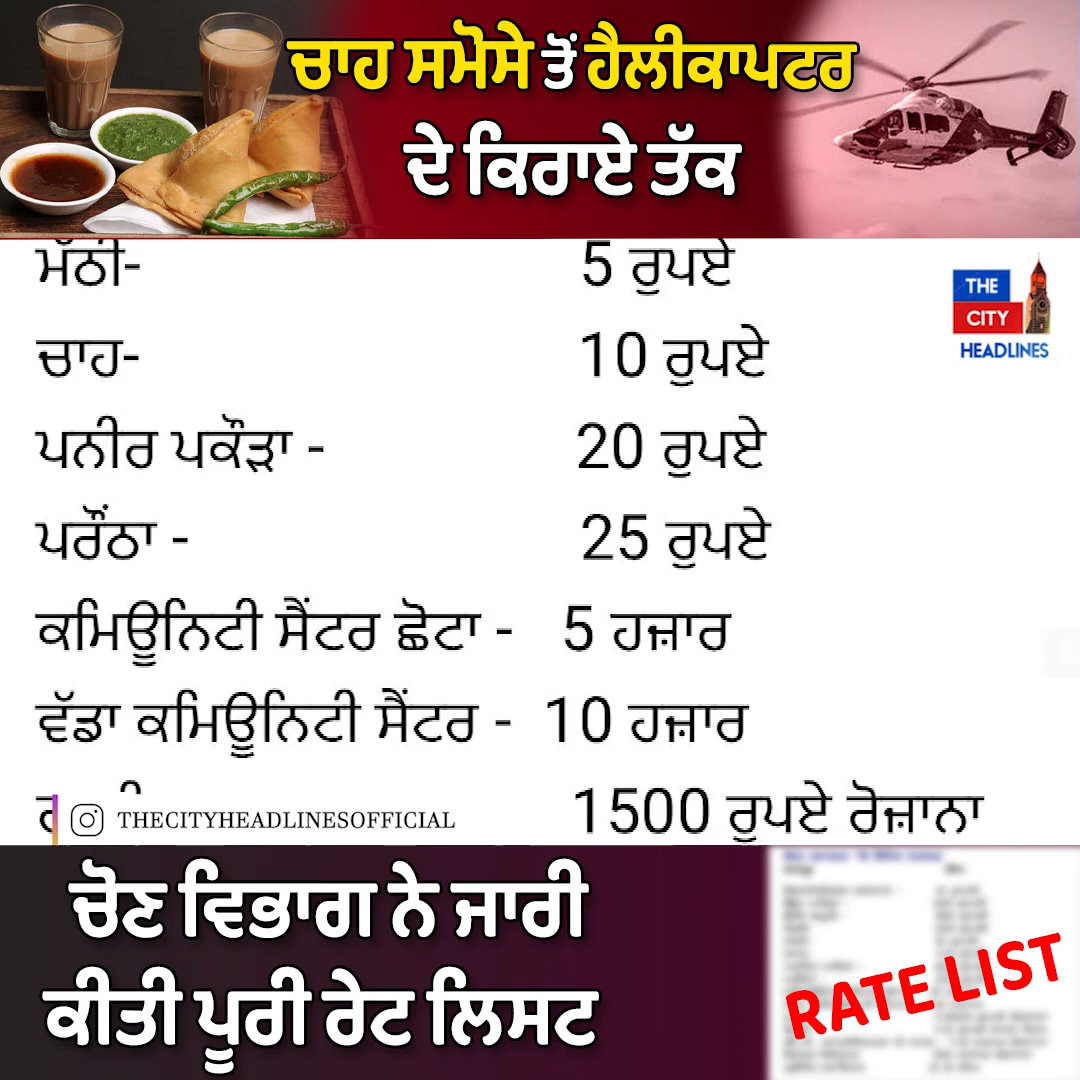 ਚਾਹ ਸਮੋਸੇ ਤੋਂ ਹੈਲੀਕਾਪਟਰ
ਦੇ ਕਿਰਾਏ ਤੱਕ
ਮੱਠੀ- 5 ਰੁਪਏ
THE
CITY
HEADLINES
ਚਾਹ- 10 ਰੁਪਏ
ਪਨੀਰ ਪਕੌੜਾ - 20 ਰੁਪਏ
ਪਰੌਂਠਾ - 25 ਰੁਪਏ
ਕਮਿਊਨਿਟੀ ਸੈਂਟਰ ਛੋਟਾ - 5 ਹਜ਼ਾਰ
ਵੱਡਾ ਕਮਿਊਨਿਟੀ ਸੈਂਟਰ - 10 ਹਜ਼ਾਰ
1500 ਰੁਪਏ ਰੋਜ਼ਾਨਾ
THECITYHEADLINESOFFICIAL
ਚੋਣ ਵਿਭਾਗ ਨੇ ਜਾਰੀ
ਕੀਤੀ ਪੂਰੀ ਰੇਟ ਲਿਸਟ
RATE LIST